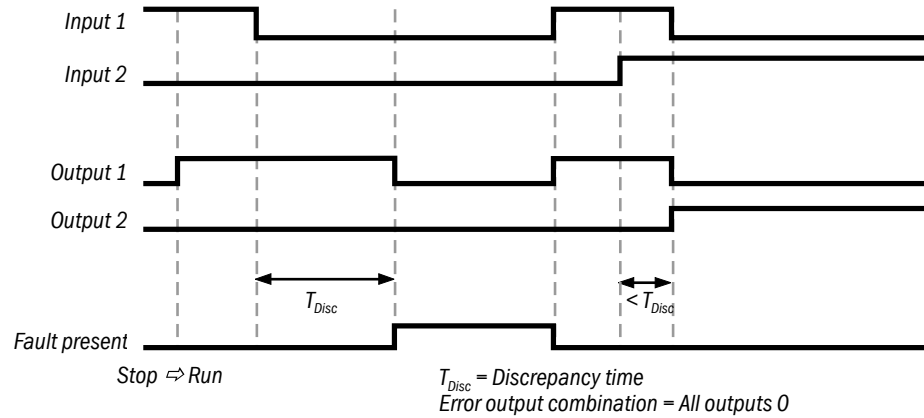 Input 1
Input 2
Output 1
Output 2
T_Disc
< T_Disc
Fault present
Stop ⇨ Run
T_Disc = Discrepancy time
Error output combination = All outputs 0